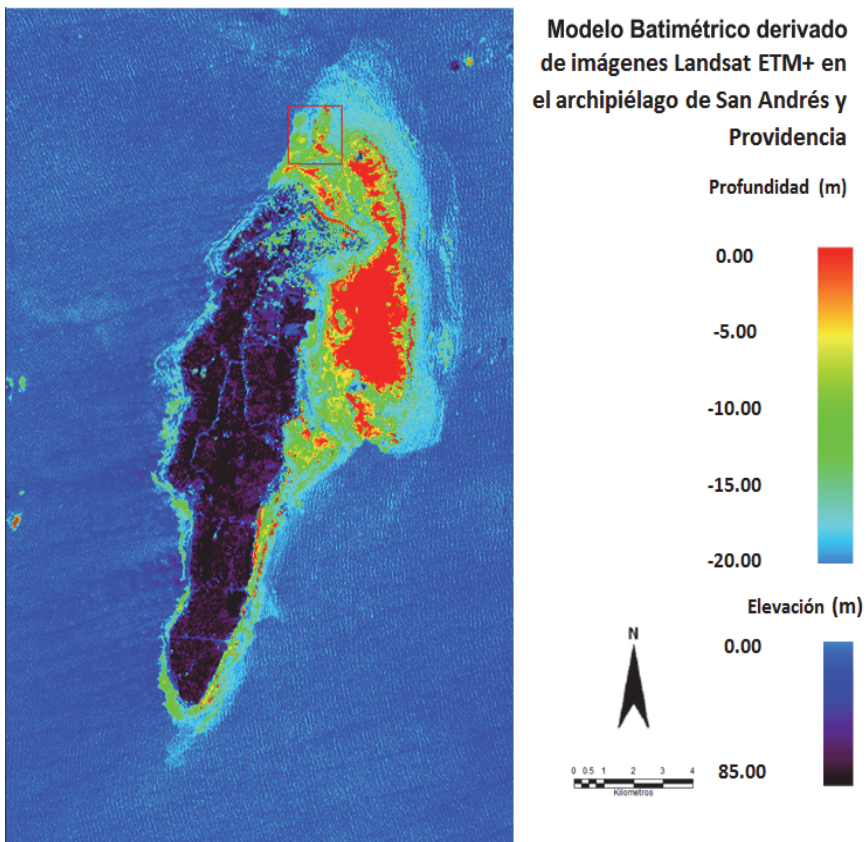 Modelo Batimétrico derivado
de imágenes Landsat ETM+ en
el archipiélago de San Andrés y
Providencia
Profundidad (m)
0.00
-5.00
-10.00
-15.00
-20.00
Elevación (m)
0.00
85.00
N
0 0.5 1 2 3 4
Kilometros